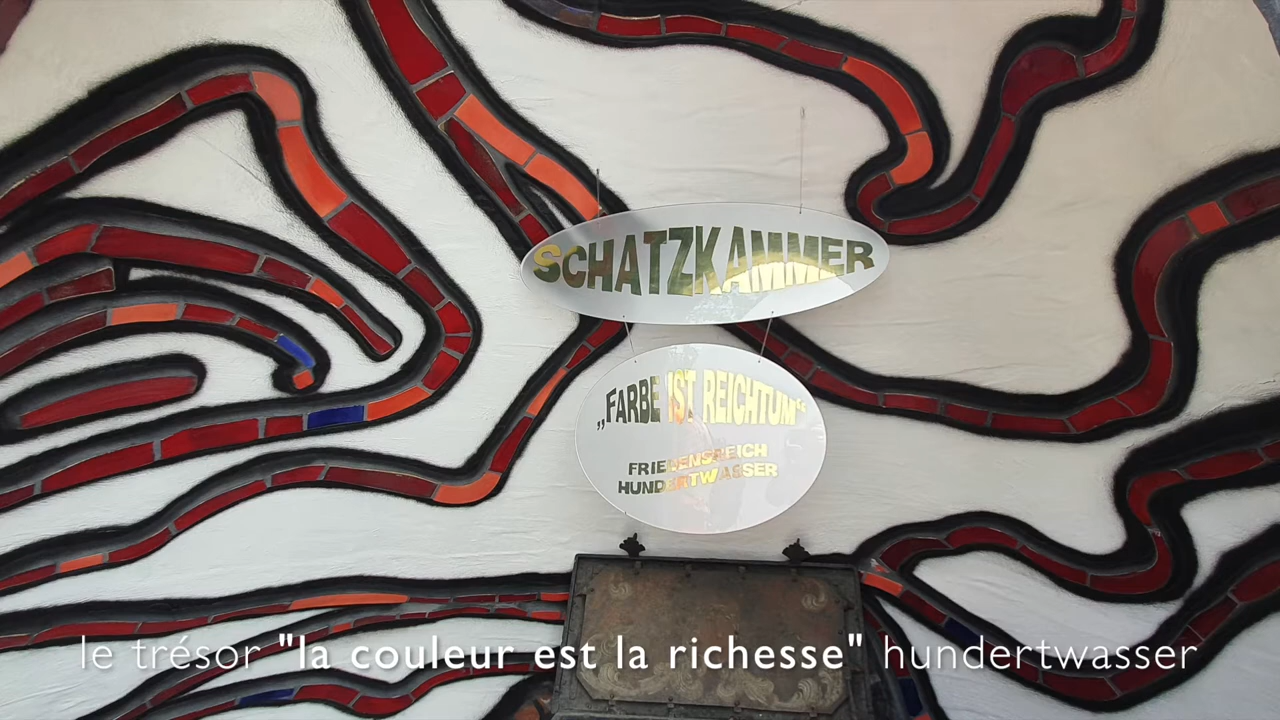 SCHATZKAMMER
„FARBE IST REICHTUM“
FRIEDENSREICH
HUNDERTWASSER
le trésor "la couleur est la richesse" hundertwasser